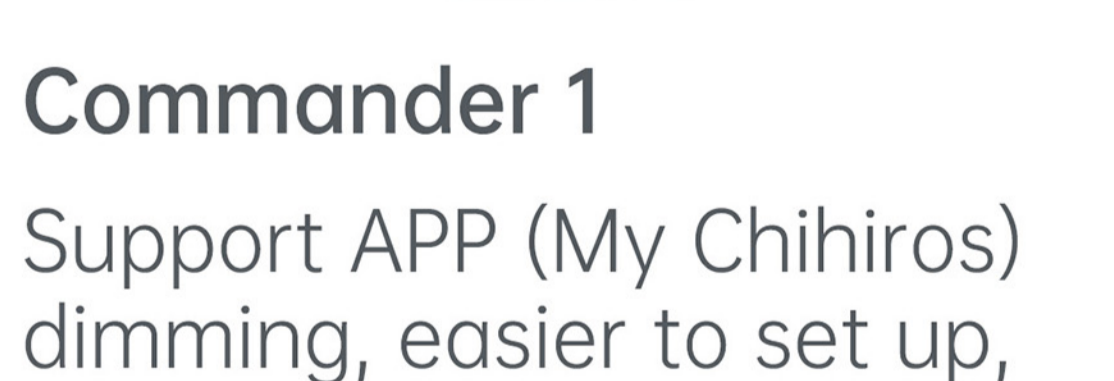 Commander 1
Support APP (My Chihiros)
dimming, easier to set up,